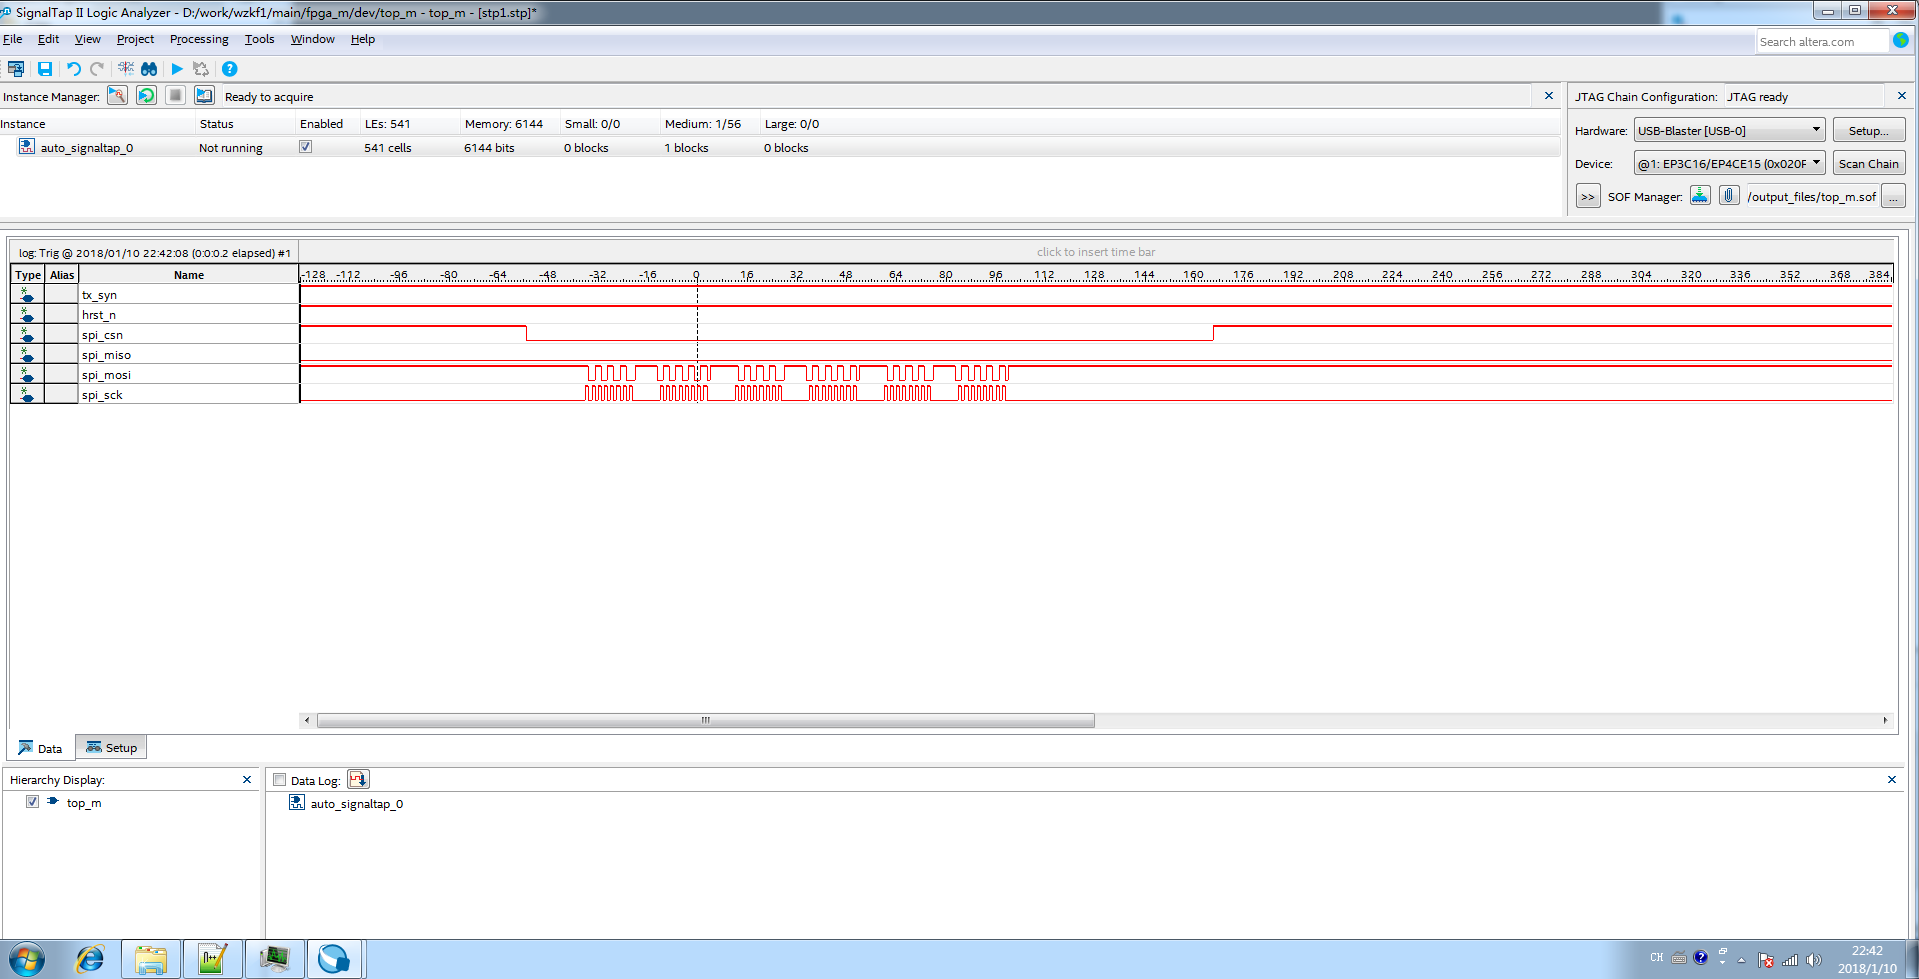 SignalTap II Logic Analyzer - D:/work/wzkf1/main/fpga_m/dev/top_m - top_m - [stp1.stp]*
File Edit View Project Processing Tools Window Help
Search altera.com
Instance Manager: Ready to acquire
JTAG Chain Configuration: JTAG ready
Instance Status Enabled LEs: 541 Memory: 6144 Small: 0/0 Medium: 1/56 Large: 0/0
auto_signaltap_0 Not running 541 cells 6144 bits 0 blocks 1 blocks 0 blocks
Hardware: USB-Blaster [USB-0] Setup...
Device: @1: EP3C16/EP4CE15 (0x020F Scan Chain
>> SOF Manager: /output_files/top_m.sof ...
log: Trig @ 2018/01/10 22:42:08 (0:0:0.2 elapsed) #1
click to insert time bar
Type Alias Name
-128 -112 -96 -80 -64 -48 -32 -16 0 16 32 48 64 80 96 112 128 144 160 176 192 208 224 240 256 272 288 304 320 336 352 368 384
tx_syn
hrst_n
spi_csn
spi_miso
spi_mosi
spi_sck
Data Setup
Hierarchy Display:
top_m
Data Log:
auto_signaltap_0
CH
22:42
2018/1/10